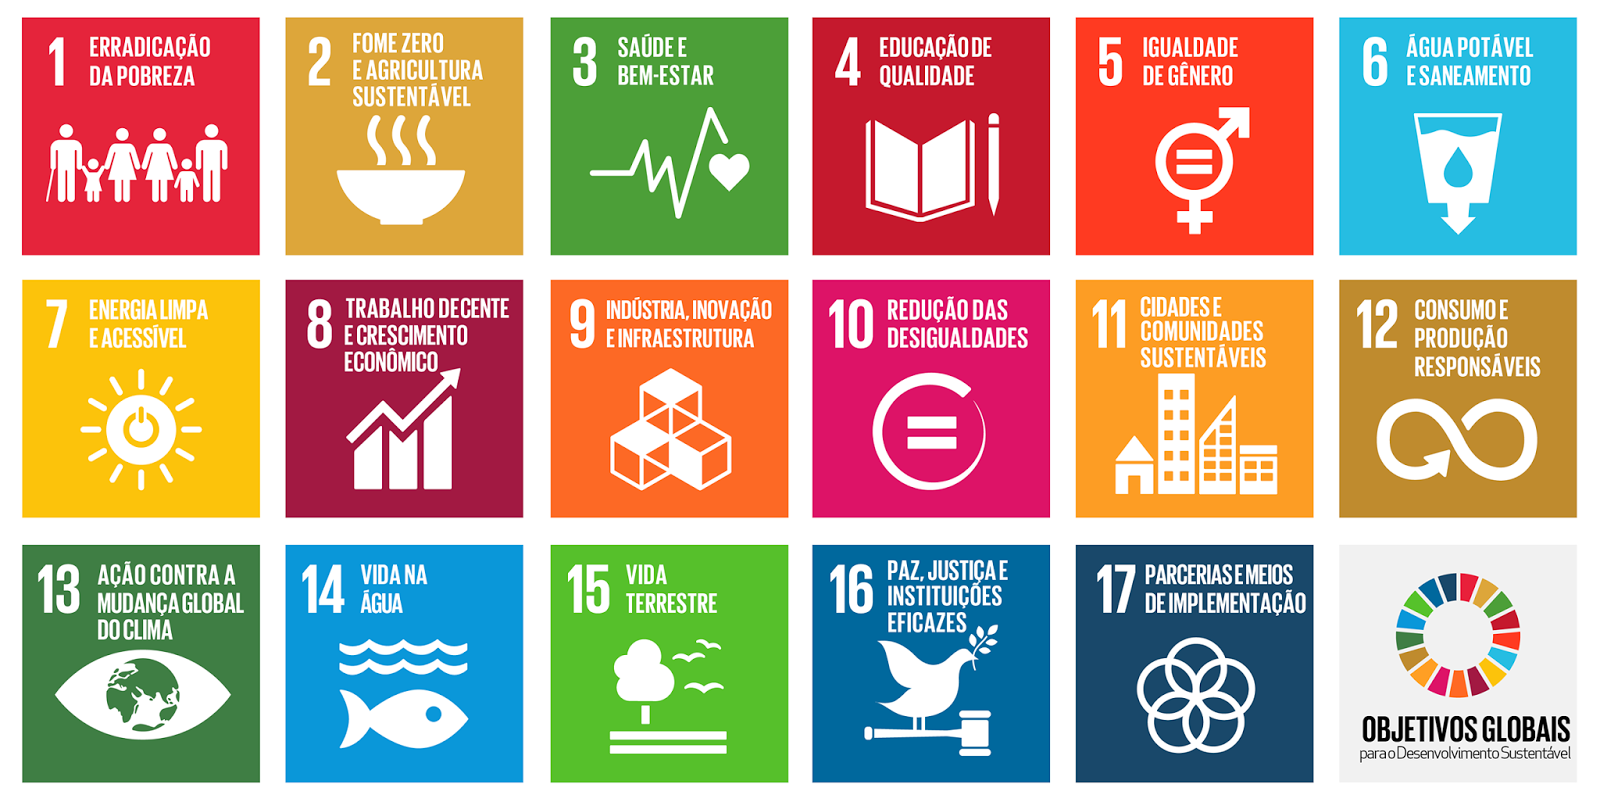 1 ERRADICAÇÃO
DA POBREZA
2 FOME ZERO
E AGRICULTURA
SUSTENTÁVEL
3 SAÚDE E
BEM-ESTAR
4 EDUCAÇÃO DE
QUALIDADE
5 IGUALDADE
DE GÊNERO
6 ÁGUA POTÁVEL
E SANEAMENTO
7 ENERGIA LIMPA
E ACESSÍVEL
8 TRABALHO DECENTE
E CRESCIMENTO
ECONÔMICO
9 INDÚSTRIA, INOVAÇÃO
E INFRAESTRUTURA
10 REDUÇÃO DAS
DESIGUALDADES
11 CIDADES E
COMUNIDADES
SUSTENTÁVEIS
12 CONSUMO E
PRODUÇÃO
RESPONSÁVEIS
13 AÇÃO CONTRA A
MUDANÇA GLOBAL
DO CLIMA
14 VIDA NA
ÁGUA
15 VIDA
TERRESTRE
16 PAZ, JUSTIÇA E
INSTITUIÇÕES
EFICAZES
17 PARCERIAS E MEIOS
DE IMPLEMENTAÇÃO
OBJETIVOS GLOBAIS
para o Desenvolvimento Sustentável